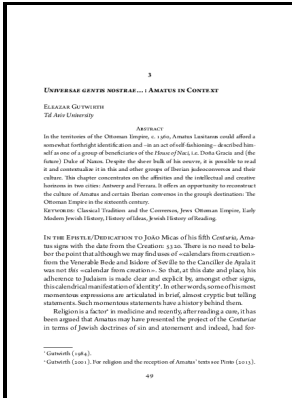 3
UNIVERSAE GENTIS NOSTRAE... : AMATUS IN CONTEXT
ELEAZAR GUTWIRTH
Tel Aviv University
ABSTRACT
In the territories of the Ottoman Empire, c. 1560, Amatus Lusitanus could afford a
somewhat forthright identification and –in an act of self-fashioning– described him-
self as one of a group of beneficiaries of the House of Naci, i.e. Doña Gracia and (the
future) Duke of Naxos. Despite the sheer bulk of his oeuvre, it is possible to read
it and contextualize it in this and other groups of Iberian judeoconversos and their
culture. This chapter concentrates on the affinities and the intellectual and creative
horizons in two cities: Antwerp and Ferrara. It offers an opportunity to reconstruct
the culture of Amatus and certain Iberian Conversos in the group's destination: The
Ottoman Empire in the sixteenth century.
KEYWORDS: Classical Tradition and the Conversos, Jews Ottoman Empire, Early
Modern Jewish History, History of Ideas, Jewish History of Reading.
IN THE EPISTLE/DEDICATION TO JOÃO Micas of his fifth Centuria, Ama-
tus signs with the date from the Creation: 5320. There is no need to bela-
bor the point that although we may find uses of «calendars from creation»
from the Venerable Bede and Isidore of Seville to the Canciller de Ayala it
was not this «calendar from creation». So that, at this date and place, his
adherence to Judaism is made clear and explicit by, amongst other signs,
this calendrical manifestation of identity¹. In other words, some of his most
momentous expressions are articulated in brief, almost cryptic but telling
statements. Such momentous statements have a history behind them.
Religion is a factor² in medicine and recently, after reading a cure, it has
been argued that Amatus may have presented the project of the Centuriae
in terms of Jewish doctrines of sin and atonement and indeed, had for-
¹ Gutwirth (1984).
² Gutwirth (2001). For religion and the reception of Amatus' texts see Pinto (2013).
49